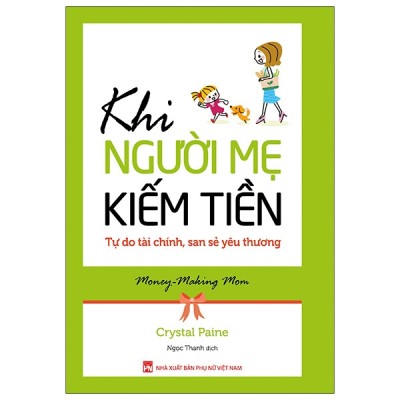 Khi
NGƯỜI MẸ
KIẾM TIỀN
Tự do tài chính, san sẻ yêu thương
Money-Making Mom
Crystal Paine
Ngọc Thanh dịch
PN NHÀ XUẤT BẢN PHỤ NỮ VIỆT NAM